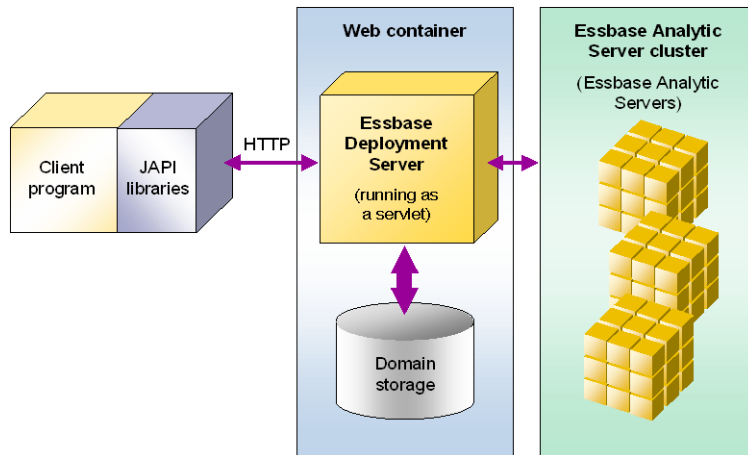 Web container
Essbase Analytic
Server cluster
(Essbase Analytic
Servers)
Client
program
JAPI
libraries
HTTP
Essbase
Deployment
Server
(running as
a servlet)
Domain
storage